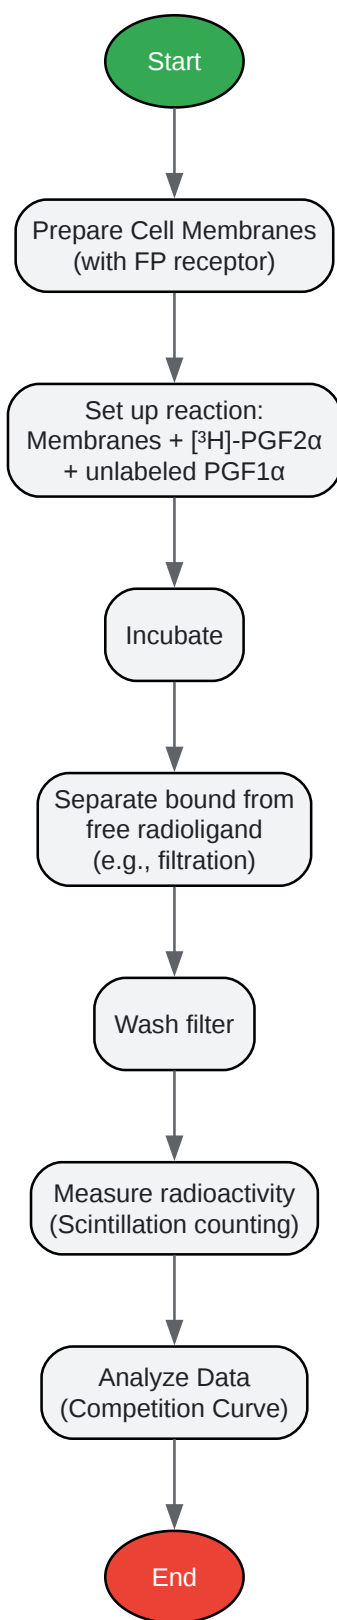 Start
Prepare Cell Membranes
(with FP receptor)
Set up reaction:
Membranes + [³H]-PGF2α
+ unlabeled PGF1α
Incubate
Separate bound from
free radioligand
(e.g., filtration)
Wash filter
Measure radioactivity
(Scintillation counting)
Analyze Data
(Competition Curve)
End